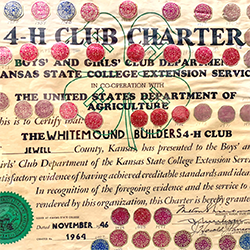 4-H CLUB CHARTER
BOYS' AND GIRLS' CLUB DEPARTMENT
KANSAS STATE COLLEGE EXTENSION SERVICE
IN CO-OPERATION WITH
THE UNITED STATES DEPARTMENT OF
AGRICULTURE
This is to Certify That:
THE WHITEMOUND BUILDERS 4-H CLUB
JEWELL County, Kansas, has presented to the Boys' and
Girls' Club Department of the Kansas State College Extension Service
satisfactory evidence of having achieved creditable standards and
In recognition of the foregoing evidence and the service to
rendered by this organization, this Charter is hereby granted.
Dated NOVEMBER 46
1964